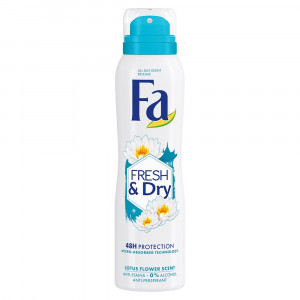 Fa
FRESH
& Dry
48H PROTECTION
LOTUS FLOWER SCENT
0% ALCOHOL
ANTIPERSPIRANT